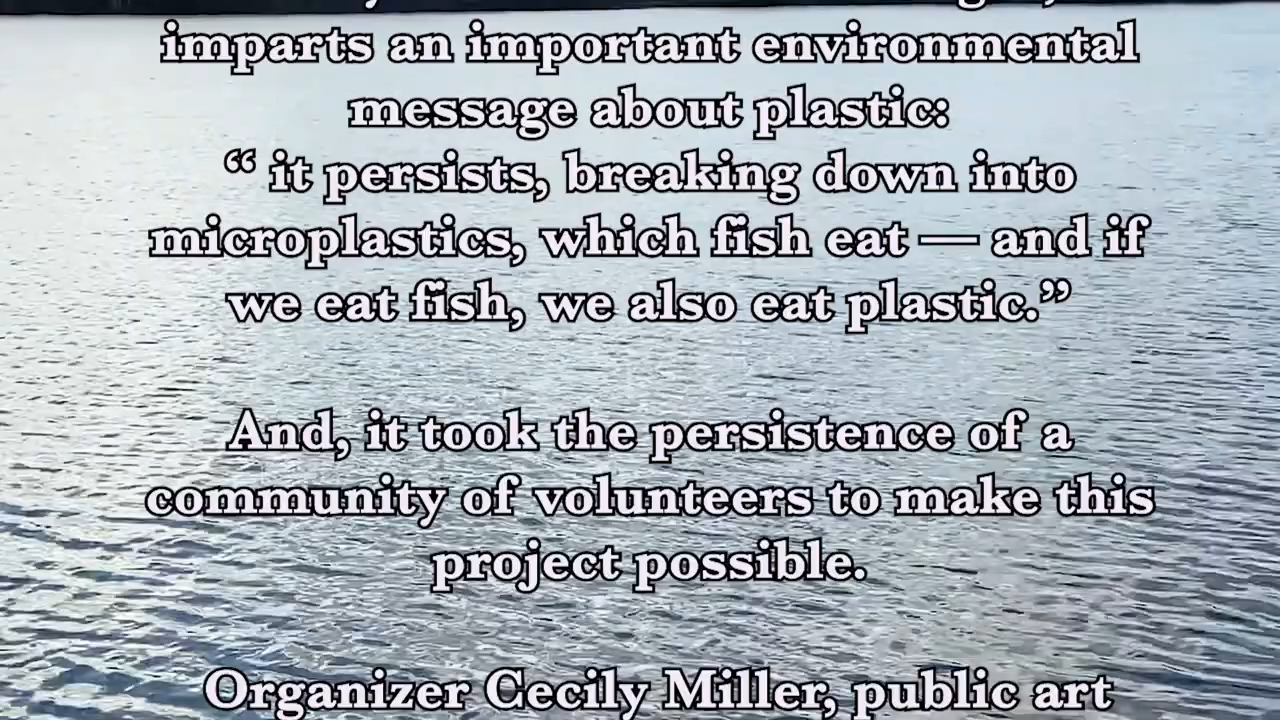 imparts an important environmental
message about plastic:
“ it persists, breaking down into
microplastics, which fish eat — and if
we eat fish, we also eat plastic.”
And, it took the persistence of a
community of volunteers to make this
project possible.
Organizer Cecily Miller, public art